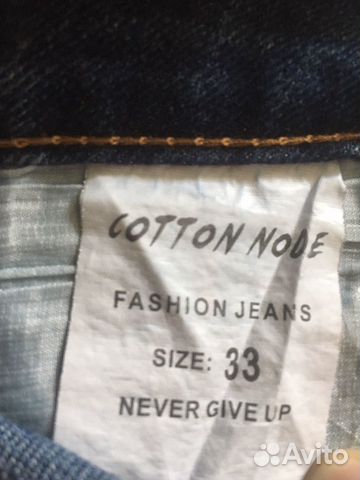 COTTON NODE
FASHION JEANS
SIZE: 33
NEVER GIVE UP
Avito